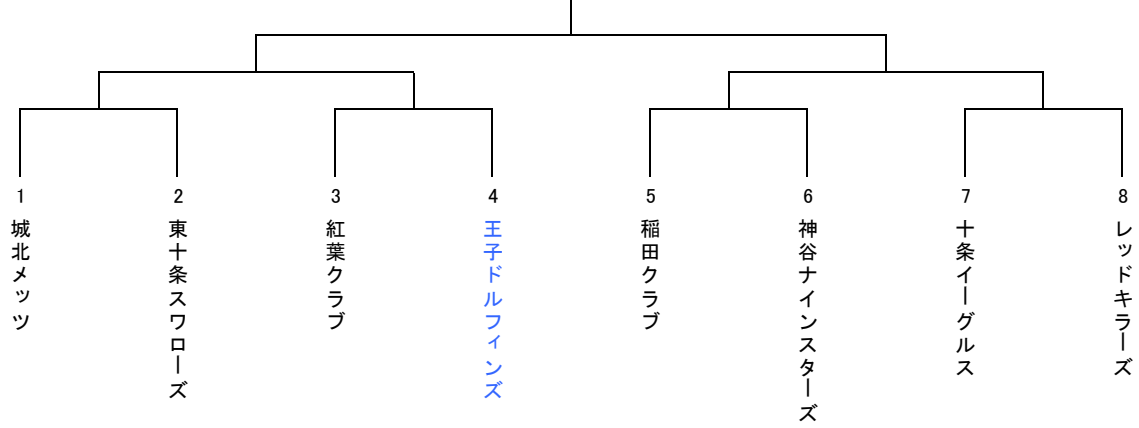 1
城北メッツ
2
東十条スワローズ
3
紅葉クラブ
4
王子ドルフィンズ
5
稲田クラブ
6
神谷ナインスターズ
7
十条イーグルス
8
レッドキラーズ